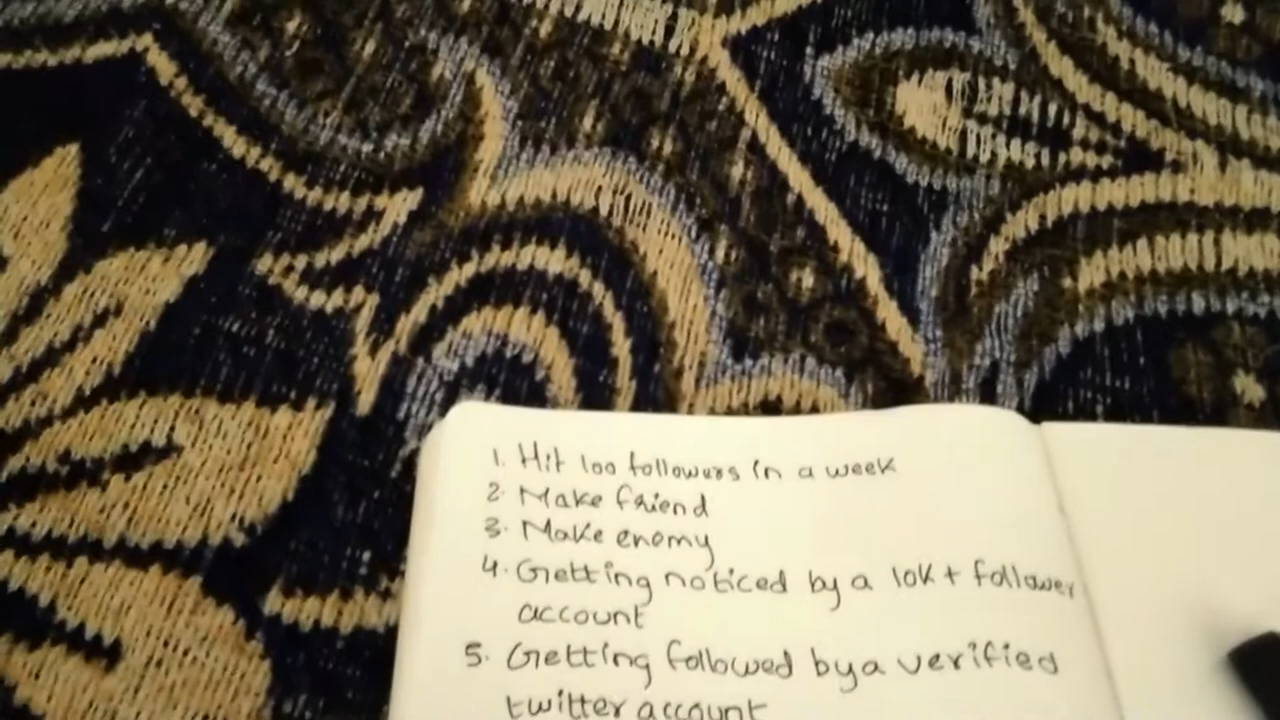 1. Hit 100 followers in a week
2. Make friend
3. Make enemy
4. Getting noticed by a 10K+ follower
account
5. Getting followed by a verified
twitter account